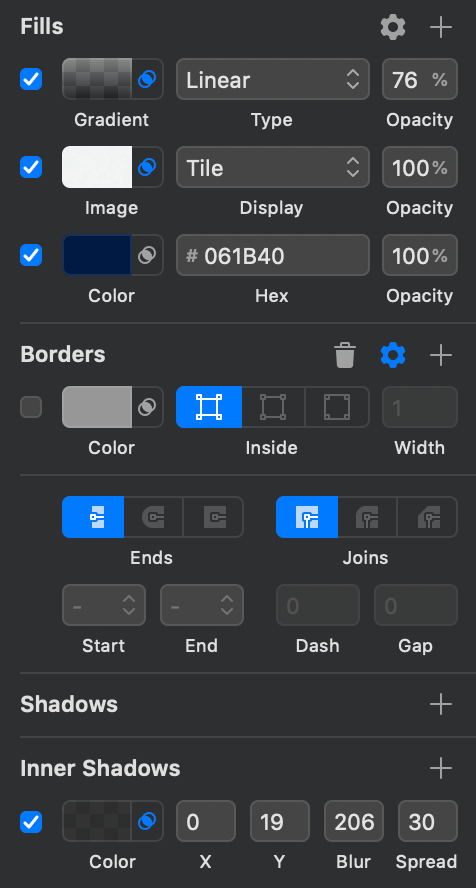 Fills
Linear 76 %
Gradient Type Opacity
Tile 100%
Image Display Opacity
# 061B40 100%
Color Hex Opacity
Borders
1
Color Inside Width
Ends Joins
- - 0 0
Start End Dash Gap
Shadows
Inner Shadows
0 19 206 30
Color X Y Blur Spread